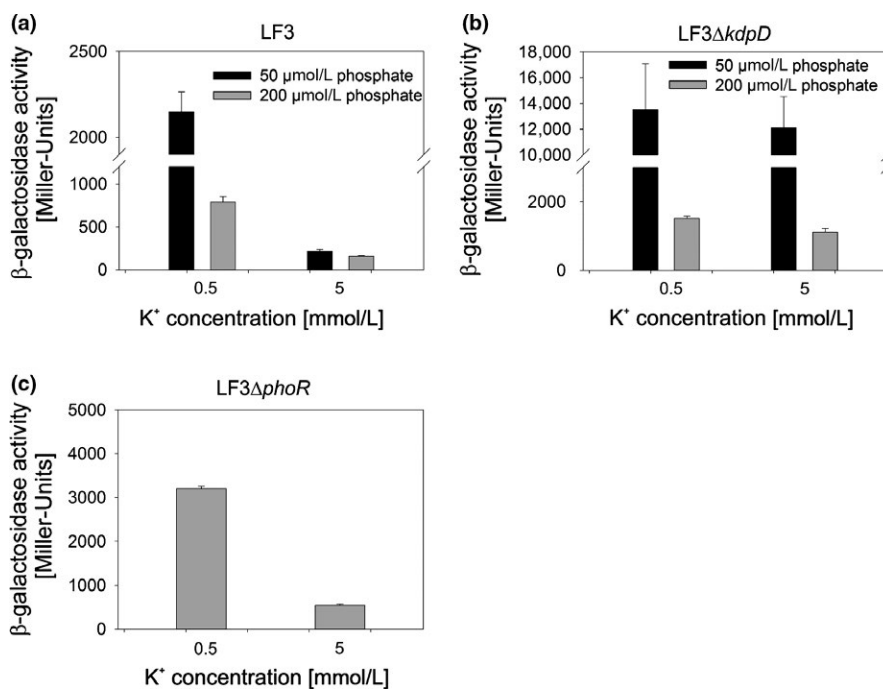 (a)
LF3
β-galactosidase activity
[Miller-Units]
2500
2000
1000
500
0
50 µmol/L phosphate
200 µmol/L phosphate
0.5
5
K⁺ concentration [mmol/L]
(b)
LF3ΔkdpD
β-galactosidase activity
[Miller-Units]
18,000
16,000
14,000
12,000
10,000
2000
0
50 µmol/L phosphate
200 µmol/L phosphate
0.5
5
K⁺ concentration [mmol/L]
(c)
LF3ΔphoR
β-galactosidase activity
[Miller-Units]
5000
4000
3000
2000
1000
0
0.5
5
K⁺ concentration [mmol/L]